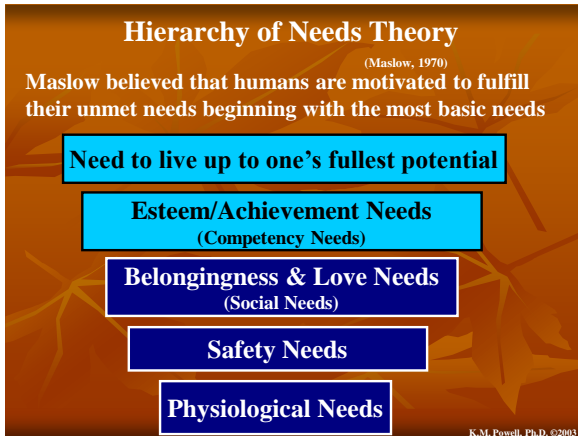 Hierarchy of Needs Theory
(Maslow, 1970)
Maslow believed that humans are motivated to fulfill
their unmet needs beginning with the most basic needs
Need to live up to one’s fullest potential
Esteem/Achievement Needs
(Competency Needs)
Belongingness & Love Needs
(Social Needs)
Safety Needs
Physiological Needs
K.M. Powell, Ph.D. ©2003